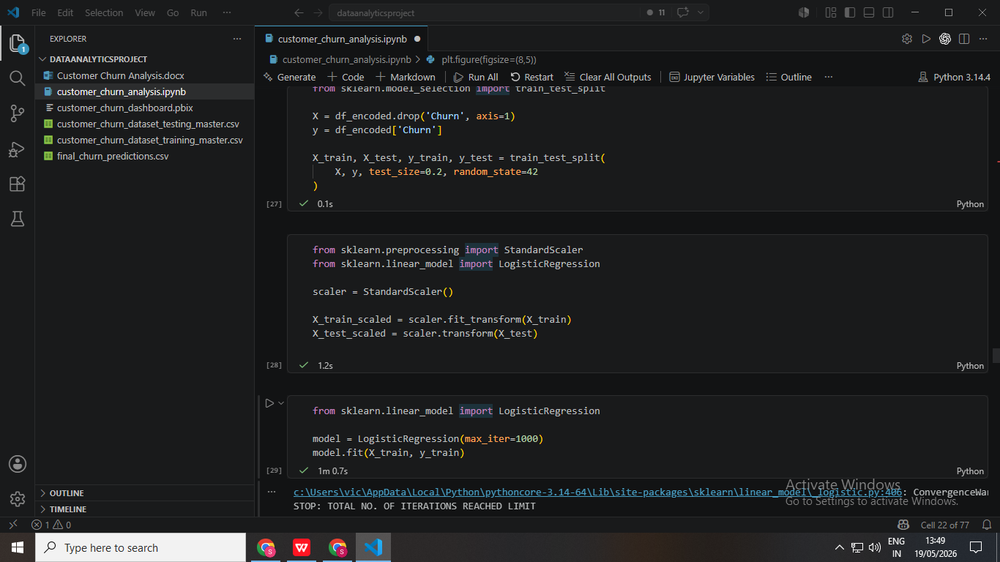 File Edit Selection View Go Run ··· dataanalyticsproject 11
EXPLORER ···
DATAANALYTICSPROJECT
Customer Churn Analysis.docx
customer_churn_analysis.ipynb
customer_churn_dashboard.pbix
customer_churn_dataset_testing_master.csv
customer_churn_dataset_training_master.csv
final_churn_predictions.csv
OUTLINE
TIMELINE
1
customer_churn_analysis.ipynb
customer_churn_analysis.ipynb > plt.figure(figsize=(8,5))
Generate + Code + Markdown | Run All Restart Clear All Outputs | Jupyter Variables Outline ··· Python 3.14.4
from sklearn.model_selection import train_test_split
X = df_encoded.drop('Churn', axis=1)
y = df_encoded['Churn']
X_train, X_test, y_train, y_test = train_test_split(
X, y, test_size=0.2, random_state=42
)
[27] 0.1s Python
from sklearn.preprocessing import StandardScaler
from sklearn.linear_model import LogisticRegression
scaler = StandardScaler()
X_train_scaled = scaler.fit_transform(X_train)
X_test_scaled = scaler.transform(X_test)
[28] 1.2s Python
from sklearn.linear_model import LogisticRegression
model = LogisticRegression(max_iter=1000)
model.fit(X_train, y_train)
[29] 1m 0.7s Python
··· c:\Users\vic\AppData\Local\Python\pythoncore-3.14-64\Lib\site-packages\sklearn\linear_model\_logistic.py:406: ConvergenceWar
STOP: TOTAL NO. OF ITERATIONS REACHED LIMIT
Activate Windows
Go to Settings to activate Windows.
1 0 Cell 22 of 77
Type here to search
ENG
IN
13:49
19/05/2026